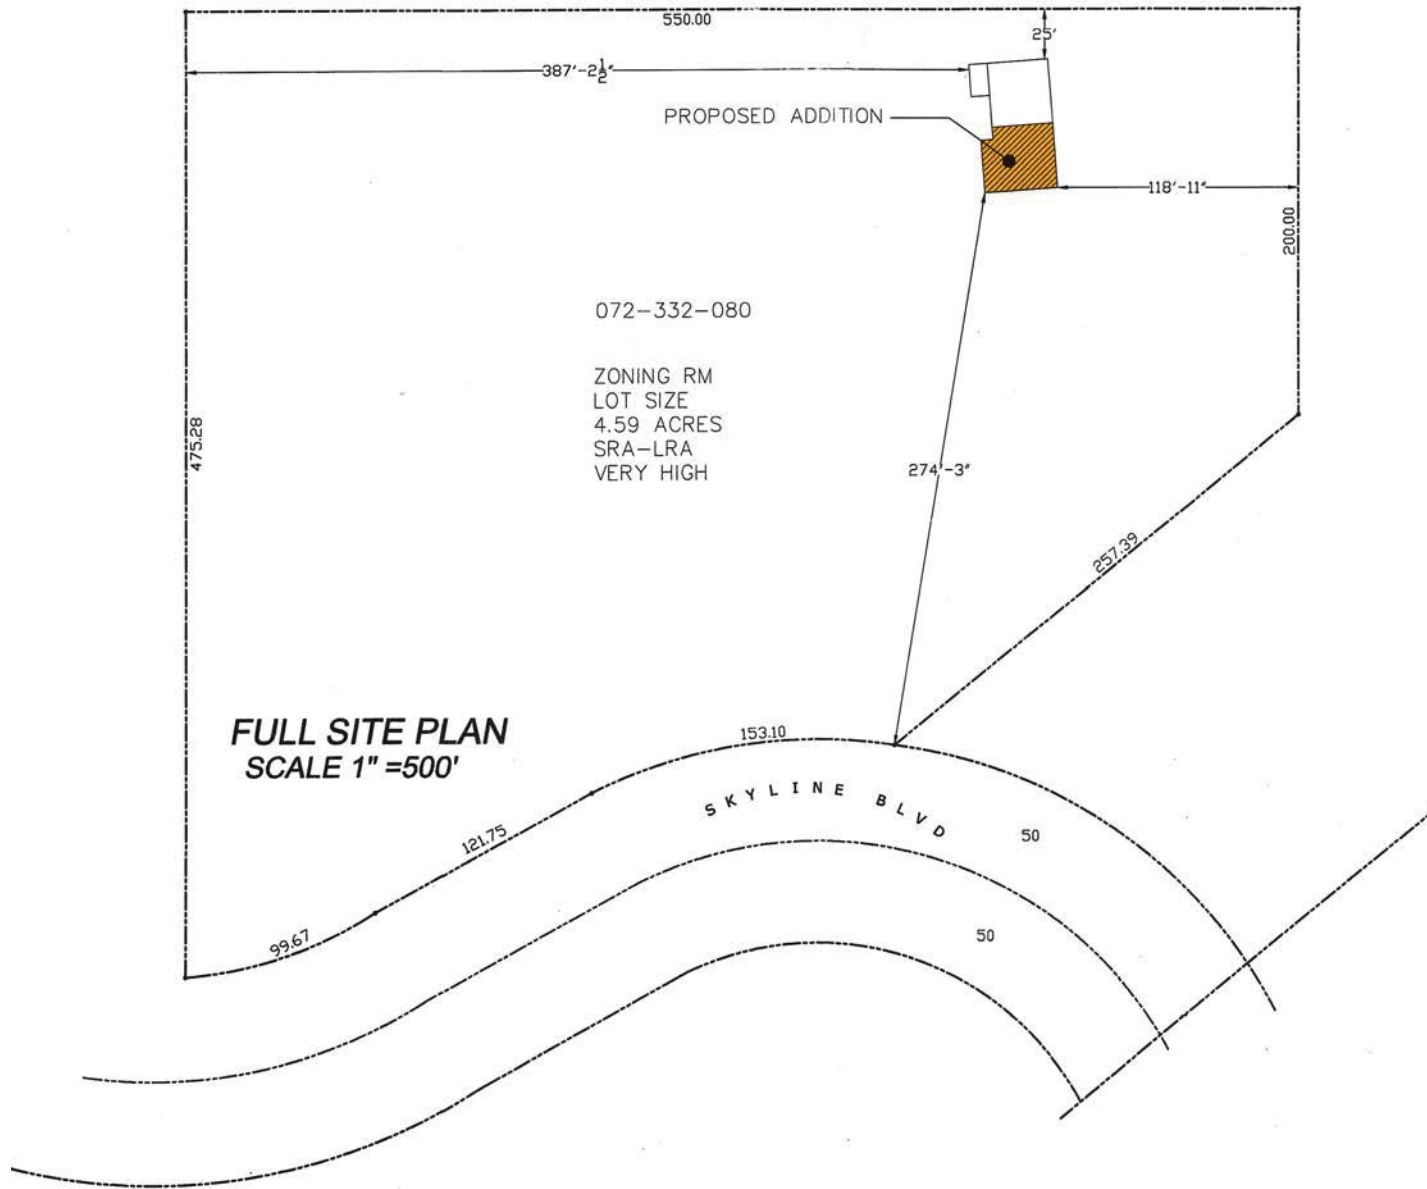 550.00
25'
387'-2½"
PROPOSED ADDITION
118'-11"
200.00
072-332-080
ZONING RM
LOT SIZE
4.59 ACRES
SRA-LRA
VERY HIGH
475.28
274'-3"
257.39
FULL SITE PLAN
SCALE 1" =500'
153.10
SKYLINE BLVD
50
121.75
99.67
50